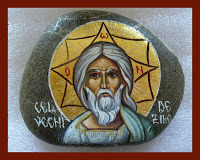 Ο Ѡ Ν
CEL DE
VECHI ZILE